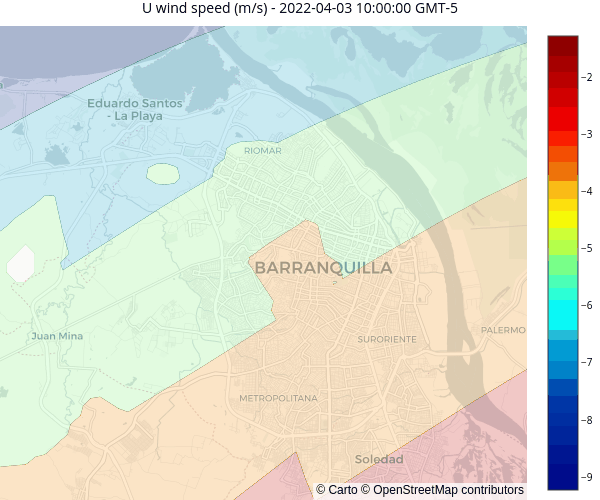 U wind speed (m/s) - 2022-04-03 10:00:00 GMT-5
Eduardo Santos
- La Playa
RIOMAR
BARRANQUILLA
Juan Mina
SURORIENTE
PALERMO
METROPOLITANA
Soledad
© Carto © OpenStreetMap contributors
−2
−3
−4
−5
−6
−7
−8
−9